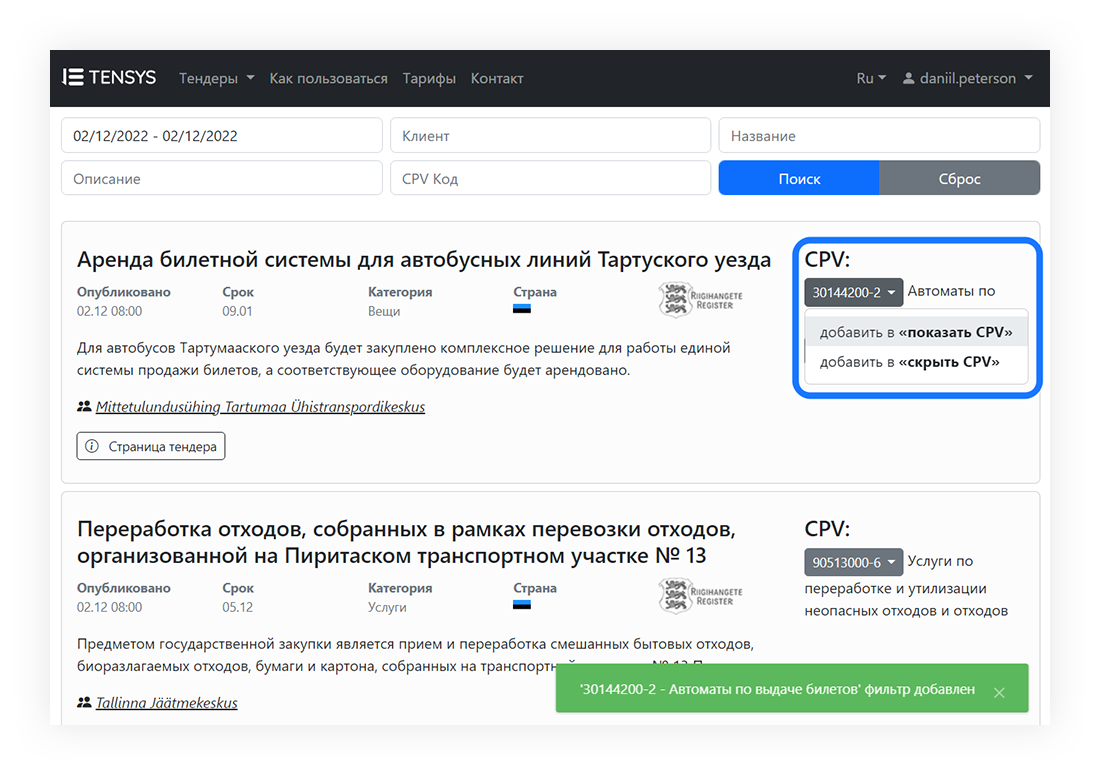 TENSYS Тендеры Как пользоваться Тарифы Контакт Ru daniil.peterson
02/12/2022 - 02/12/2022 Клиент Название
Описание CPV Код Поиск Сброс
Аренда билетной системы для автобусных линий Тартуского уезда
Опубликовано Срок Категория Страна
02.12 08:00 09.01 Вещи
RIIGIHANGETE
REGISTER
Для автобусов Тартумааского уезда будет закуплено комплексное решение для работы единой
системы продажи билетов, а соответствующее оборудование будет арендовано.
Mittetulundusühing Tartumaa Ühistranspordikeskus
Страница тендера
CPV:
30144200-2 Автоматы по
добавить в «показать CPV»
добавить в «скрыть CPV»
Переработка отходов, собранных в рамках перевозки отходов,
организованной на Пиритаском транспортном участке № 13
Опубликовано Срок Категория Страна
02.12 08:00 05.12 Услуги
RIIGIHANGETE
REGISTER
Предметом государственной закупки является прием и переработка смешанных бытовых отходов,
биоразлагаемых отходов, бумаги и картона, собранных на
Tallinna Jäätmekeskus
CPV:
90513000-6 Услуги по
переработке и утилизации
неопасных отходов и отходов
'30144200-2 - Автоматы по выдаче билетов' фильтр добавлен